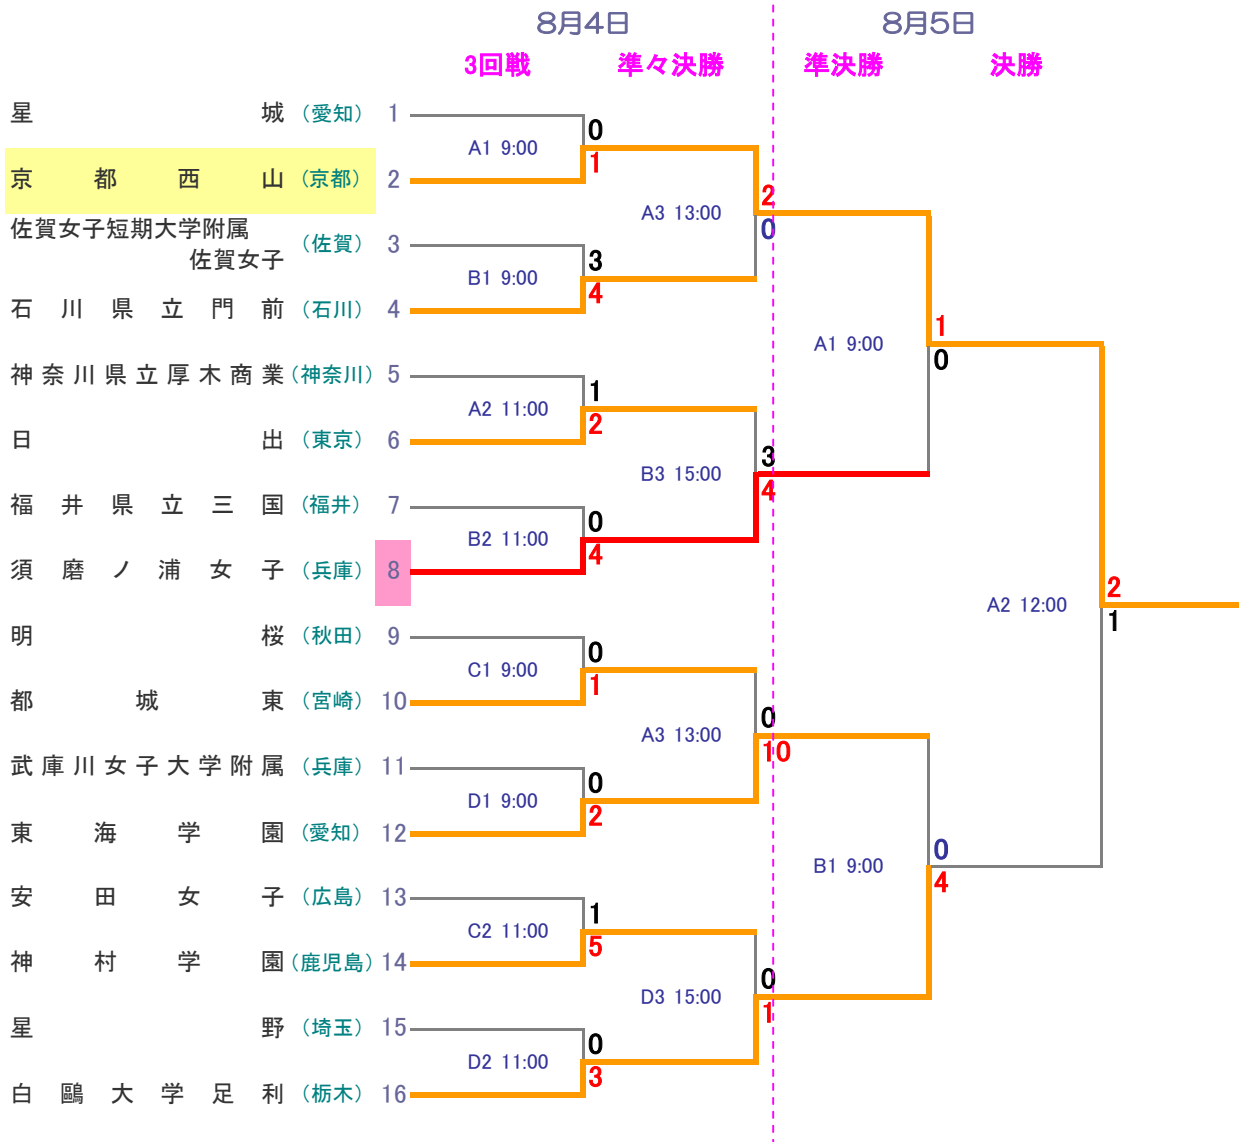 8月4日 8月5日
3回戦 準々決勝 準決勝 決勝
星城 (愛知) 1
0
A1 9:00
1
京都西山 (京都) 2
2
A3 13:00
0
佐賀女子短期大学附属
佐賀女子 (佐賀) 3
3
B1 9:00
4
石川県立門前 (石川) 4
1
A1 9:00
0
神奈川県立厚木商業 (神奈川) 5
1
A2 11:00
2
日出 (東京) 6
3
B3 15:00
4
福井県立三国 (福井) 7
0
B2 11:00
4
須磨ノ浦女子 (兵庫) 8
2
A2 12:00
1
明桜 (秋田) 9
0
C1 9:00
1
都城東 (宮崎) 10
0
A3 13:00
10
武庫川女子大学附属 (兵庫) 11
0
D1 9:00
2
東海学園 (愛知) 12
0
B1 9:00
4
安田女子 (広島) 13
1
C2 11:00
5
神村学園 (鹿児島) 14
0
D3 15:00
1
星野 (埼玉) 15
0
D2 11:00
3
白鷗大学足利 (栃木) 16